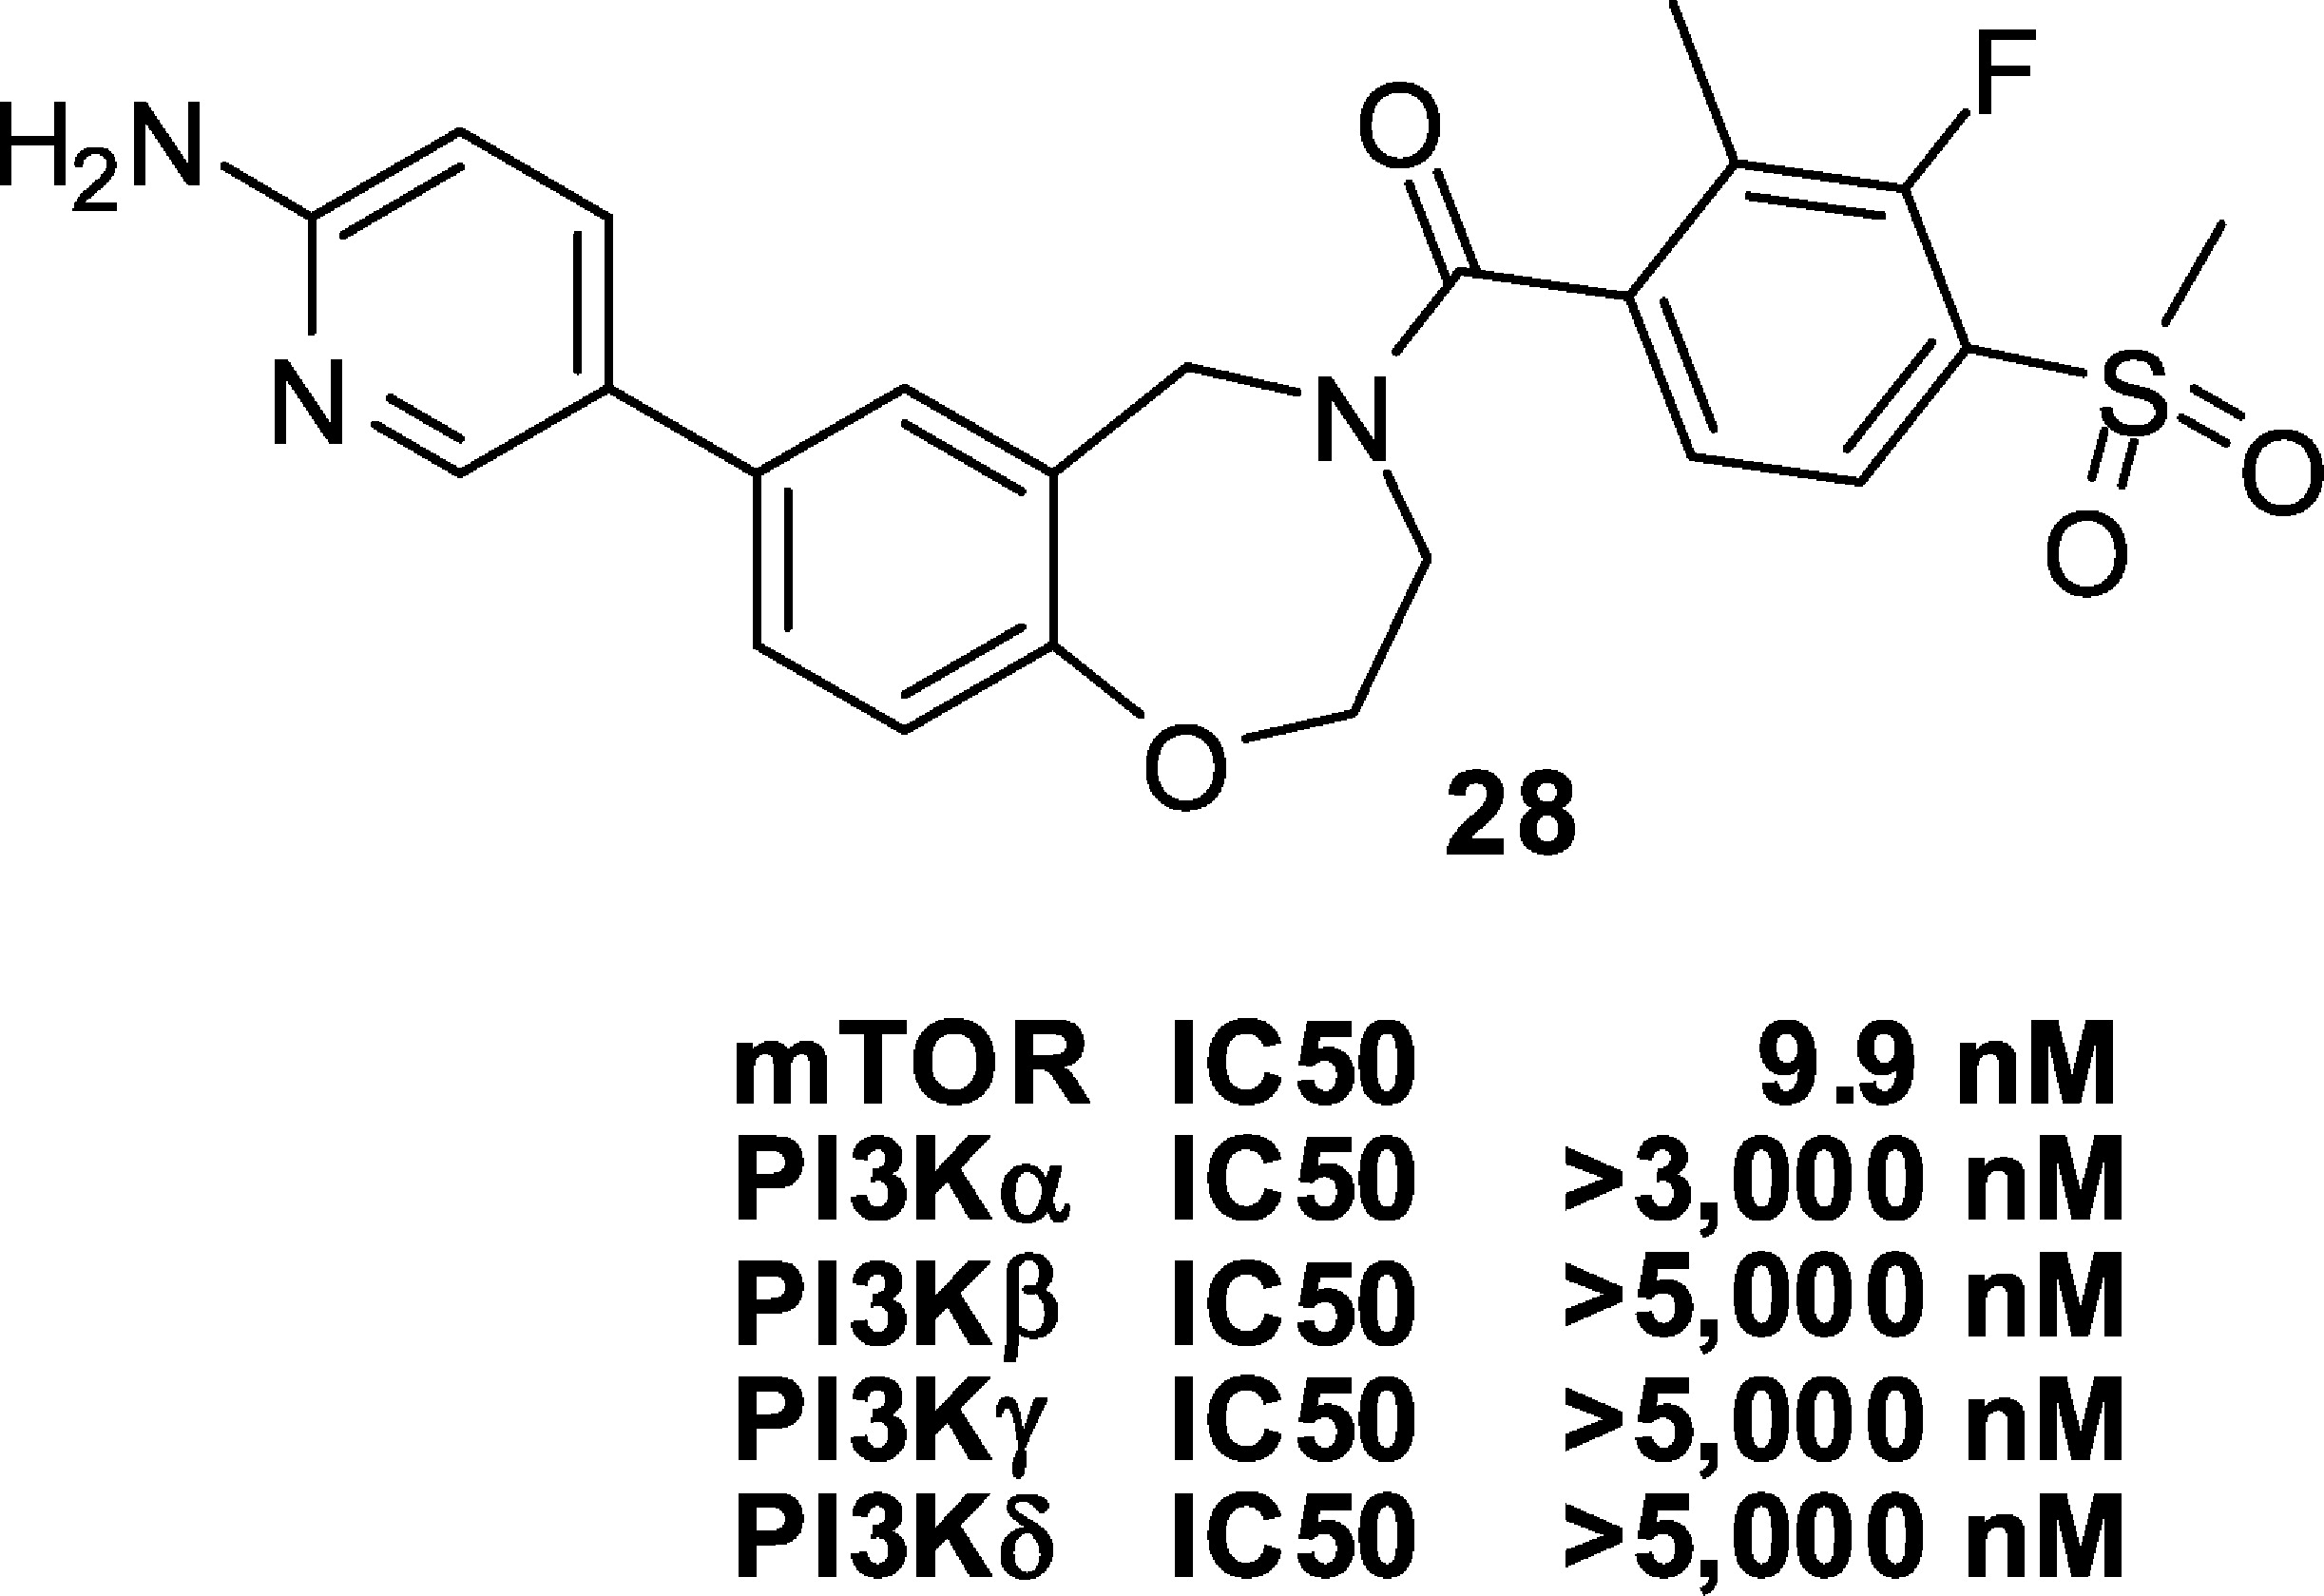 F
O
H2N
N
N
S
O
O
O
28
mTOR IC50 9.9 nM
PI3Kα IC50 >3,000 nM
PI3Kβ IC50 >5,000 nM
PI3Kγ IC50 >5,000 nM
PI3Kδ IC50 >5,000 nM